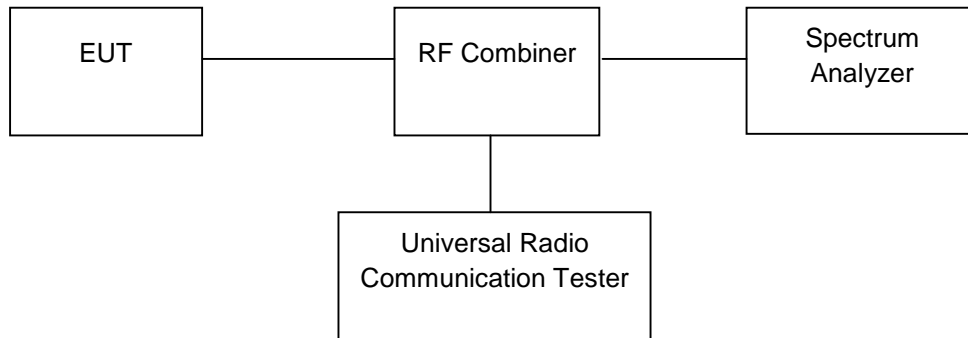 EUT
RF Combiner
Spectrum
Analyzer
Universal Radio
Communication Tester